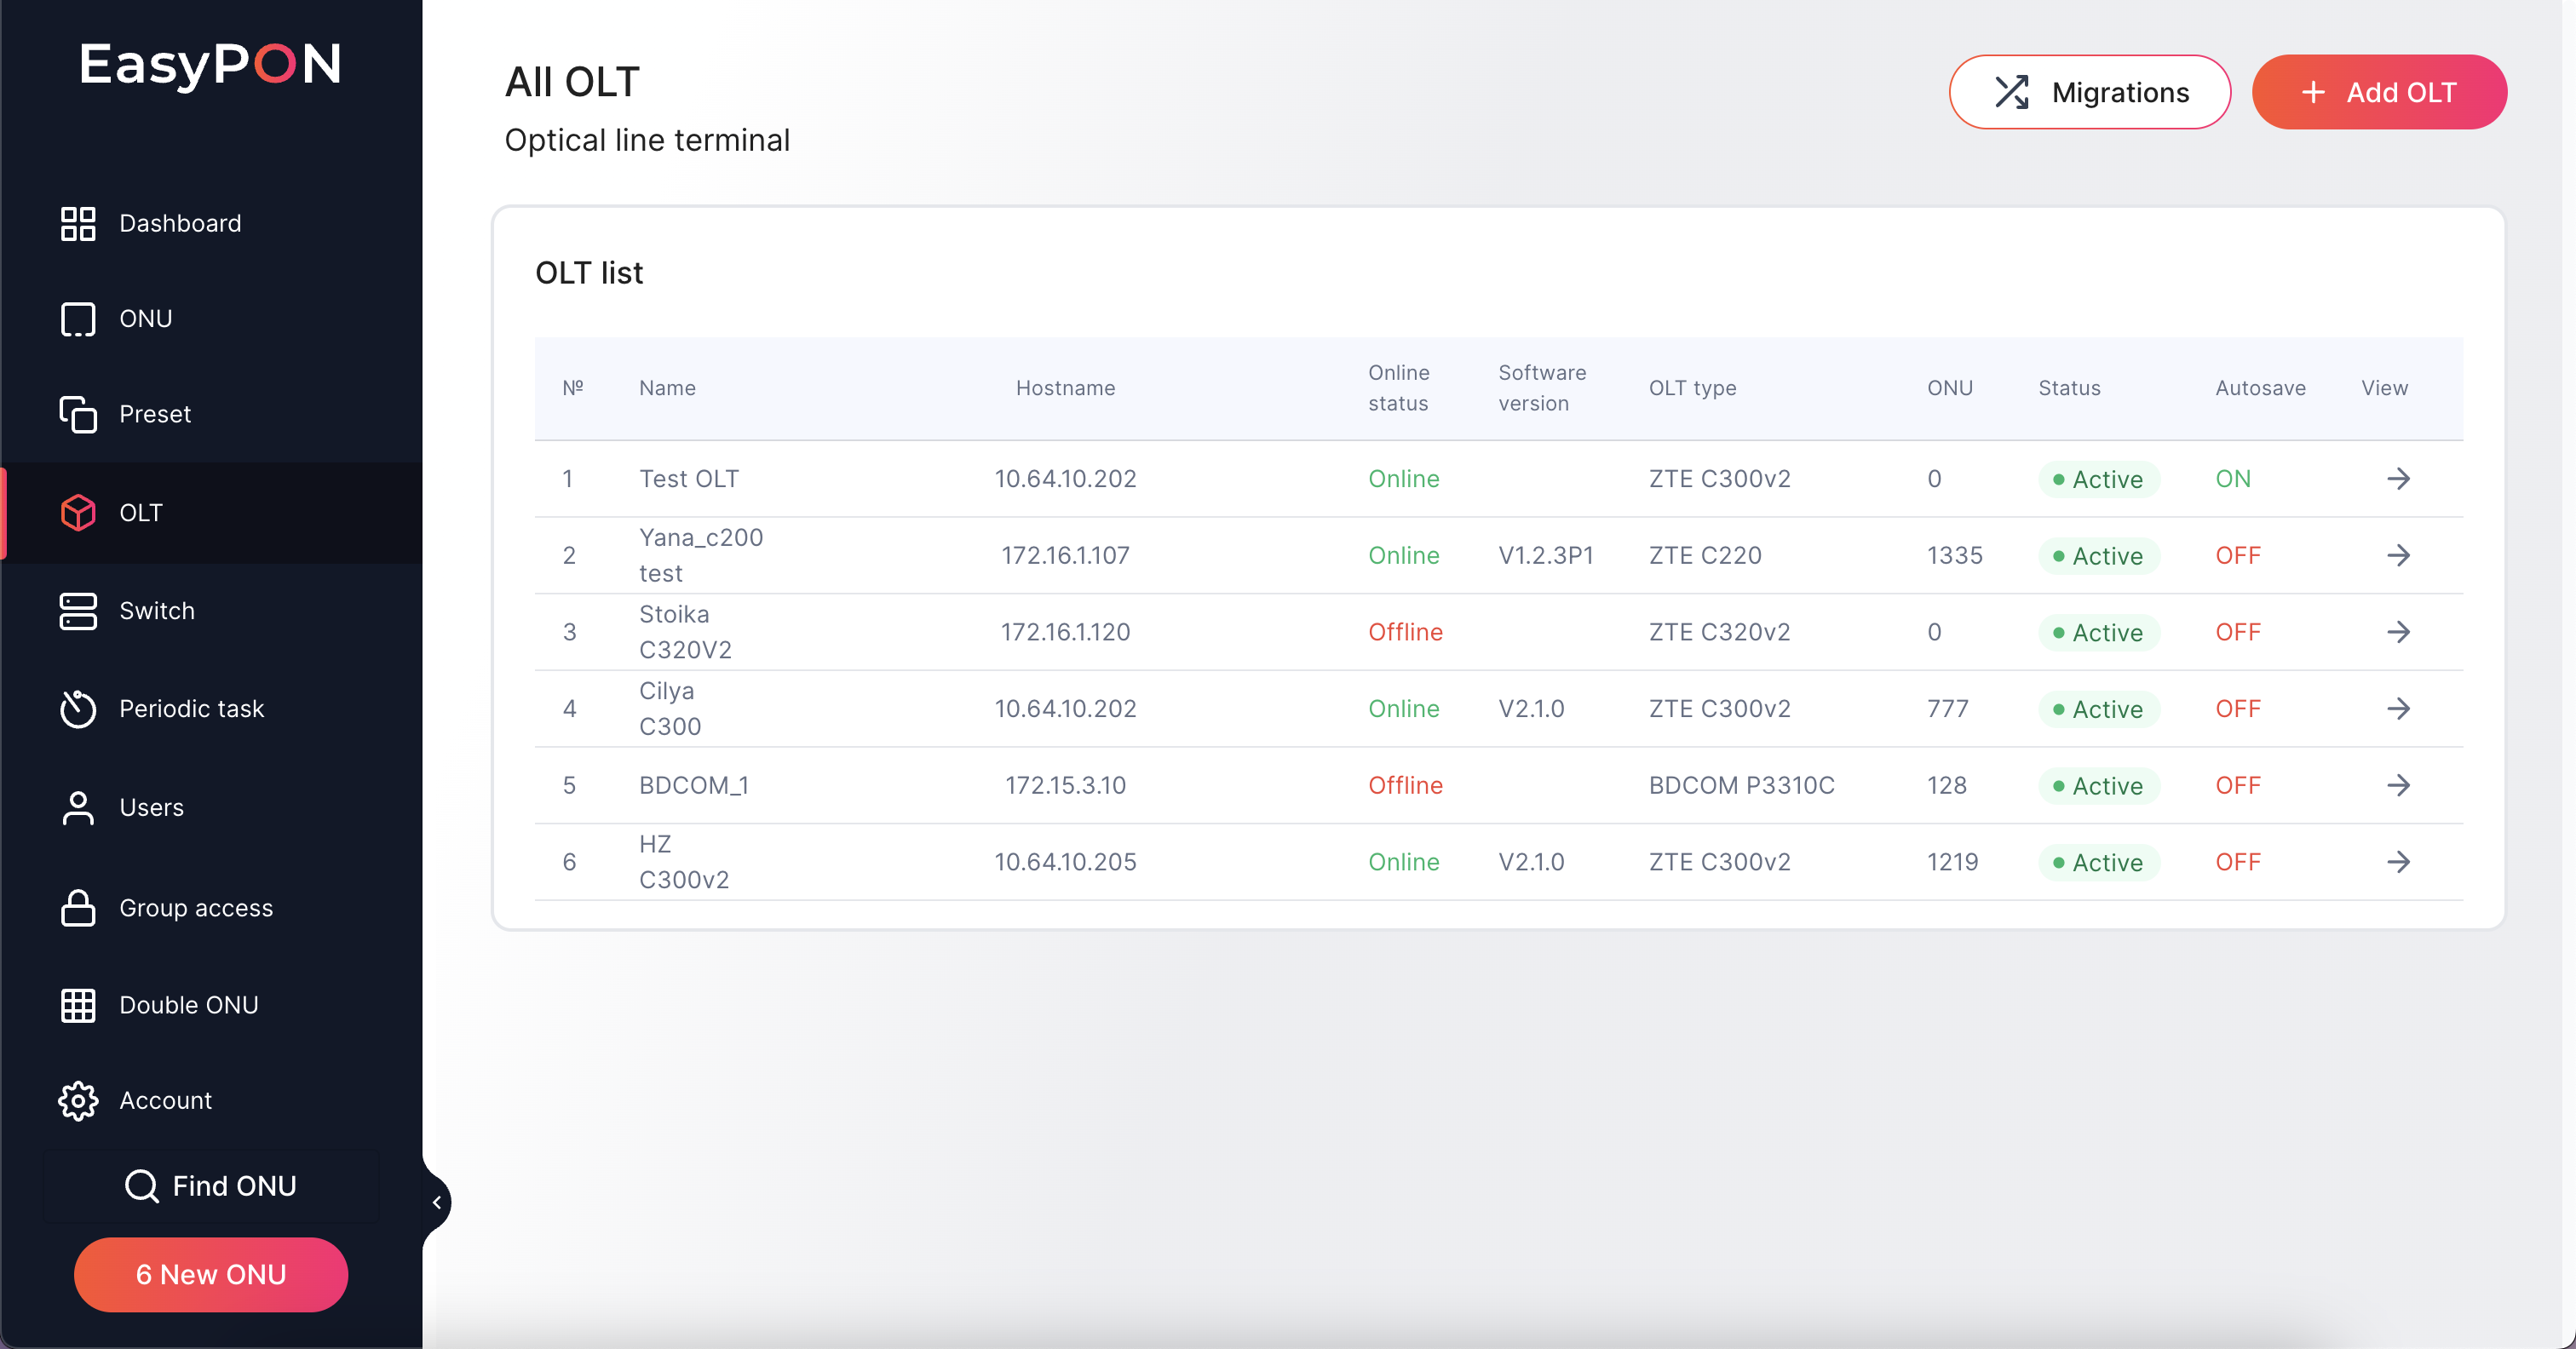 EasyPON
Dashboard
ONU
Preset
OLT
Switch
Periodic task
Users
Group access
Double ONU
Account
Find ONU
6 New ONU
All OLT
Optical line terminal
Migrations
+ Add OLT
OLT list
№ Name Hostname Online status Software version OLT type ONU Status Autosave View
1 Test OLT 10.64.10.202 Online ZTE C300v2 0 Active ON
2 Yana_c200 test 172.16.1.107 Online V1.2.3P1 ZTE C220 1335 Active OFF
3 Stoika C320V2 172.16.1.120 Offline ZTE C320v2 0 Active OFF
4 Cilya C300 10.64.10.202 Online V2.1.0 ZTE C300v2 777 Active OFF
5 BDCOM_1 172.15.3.10 Offline BDCOM P3310C 128 Active OFF
6 HZ C300v2 10.64.10.205 Online V2.1.0 ZTE C300v2 1219 Active OFF